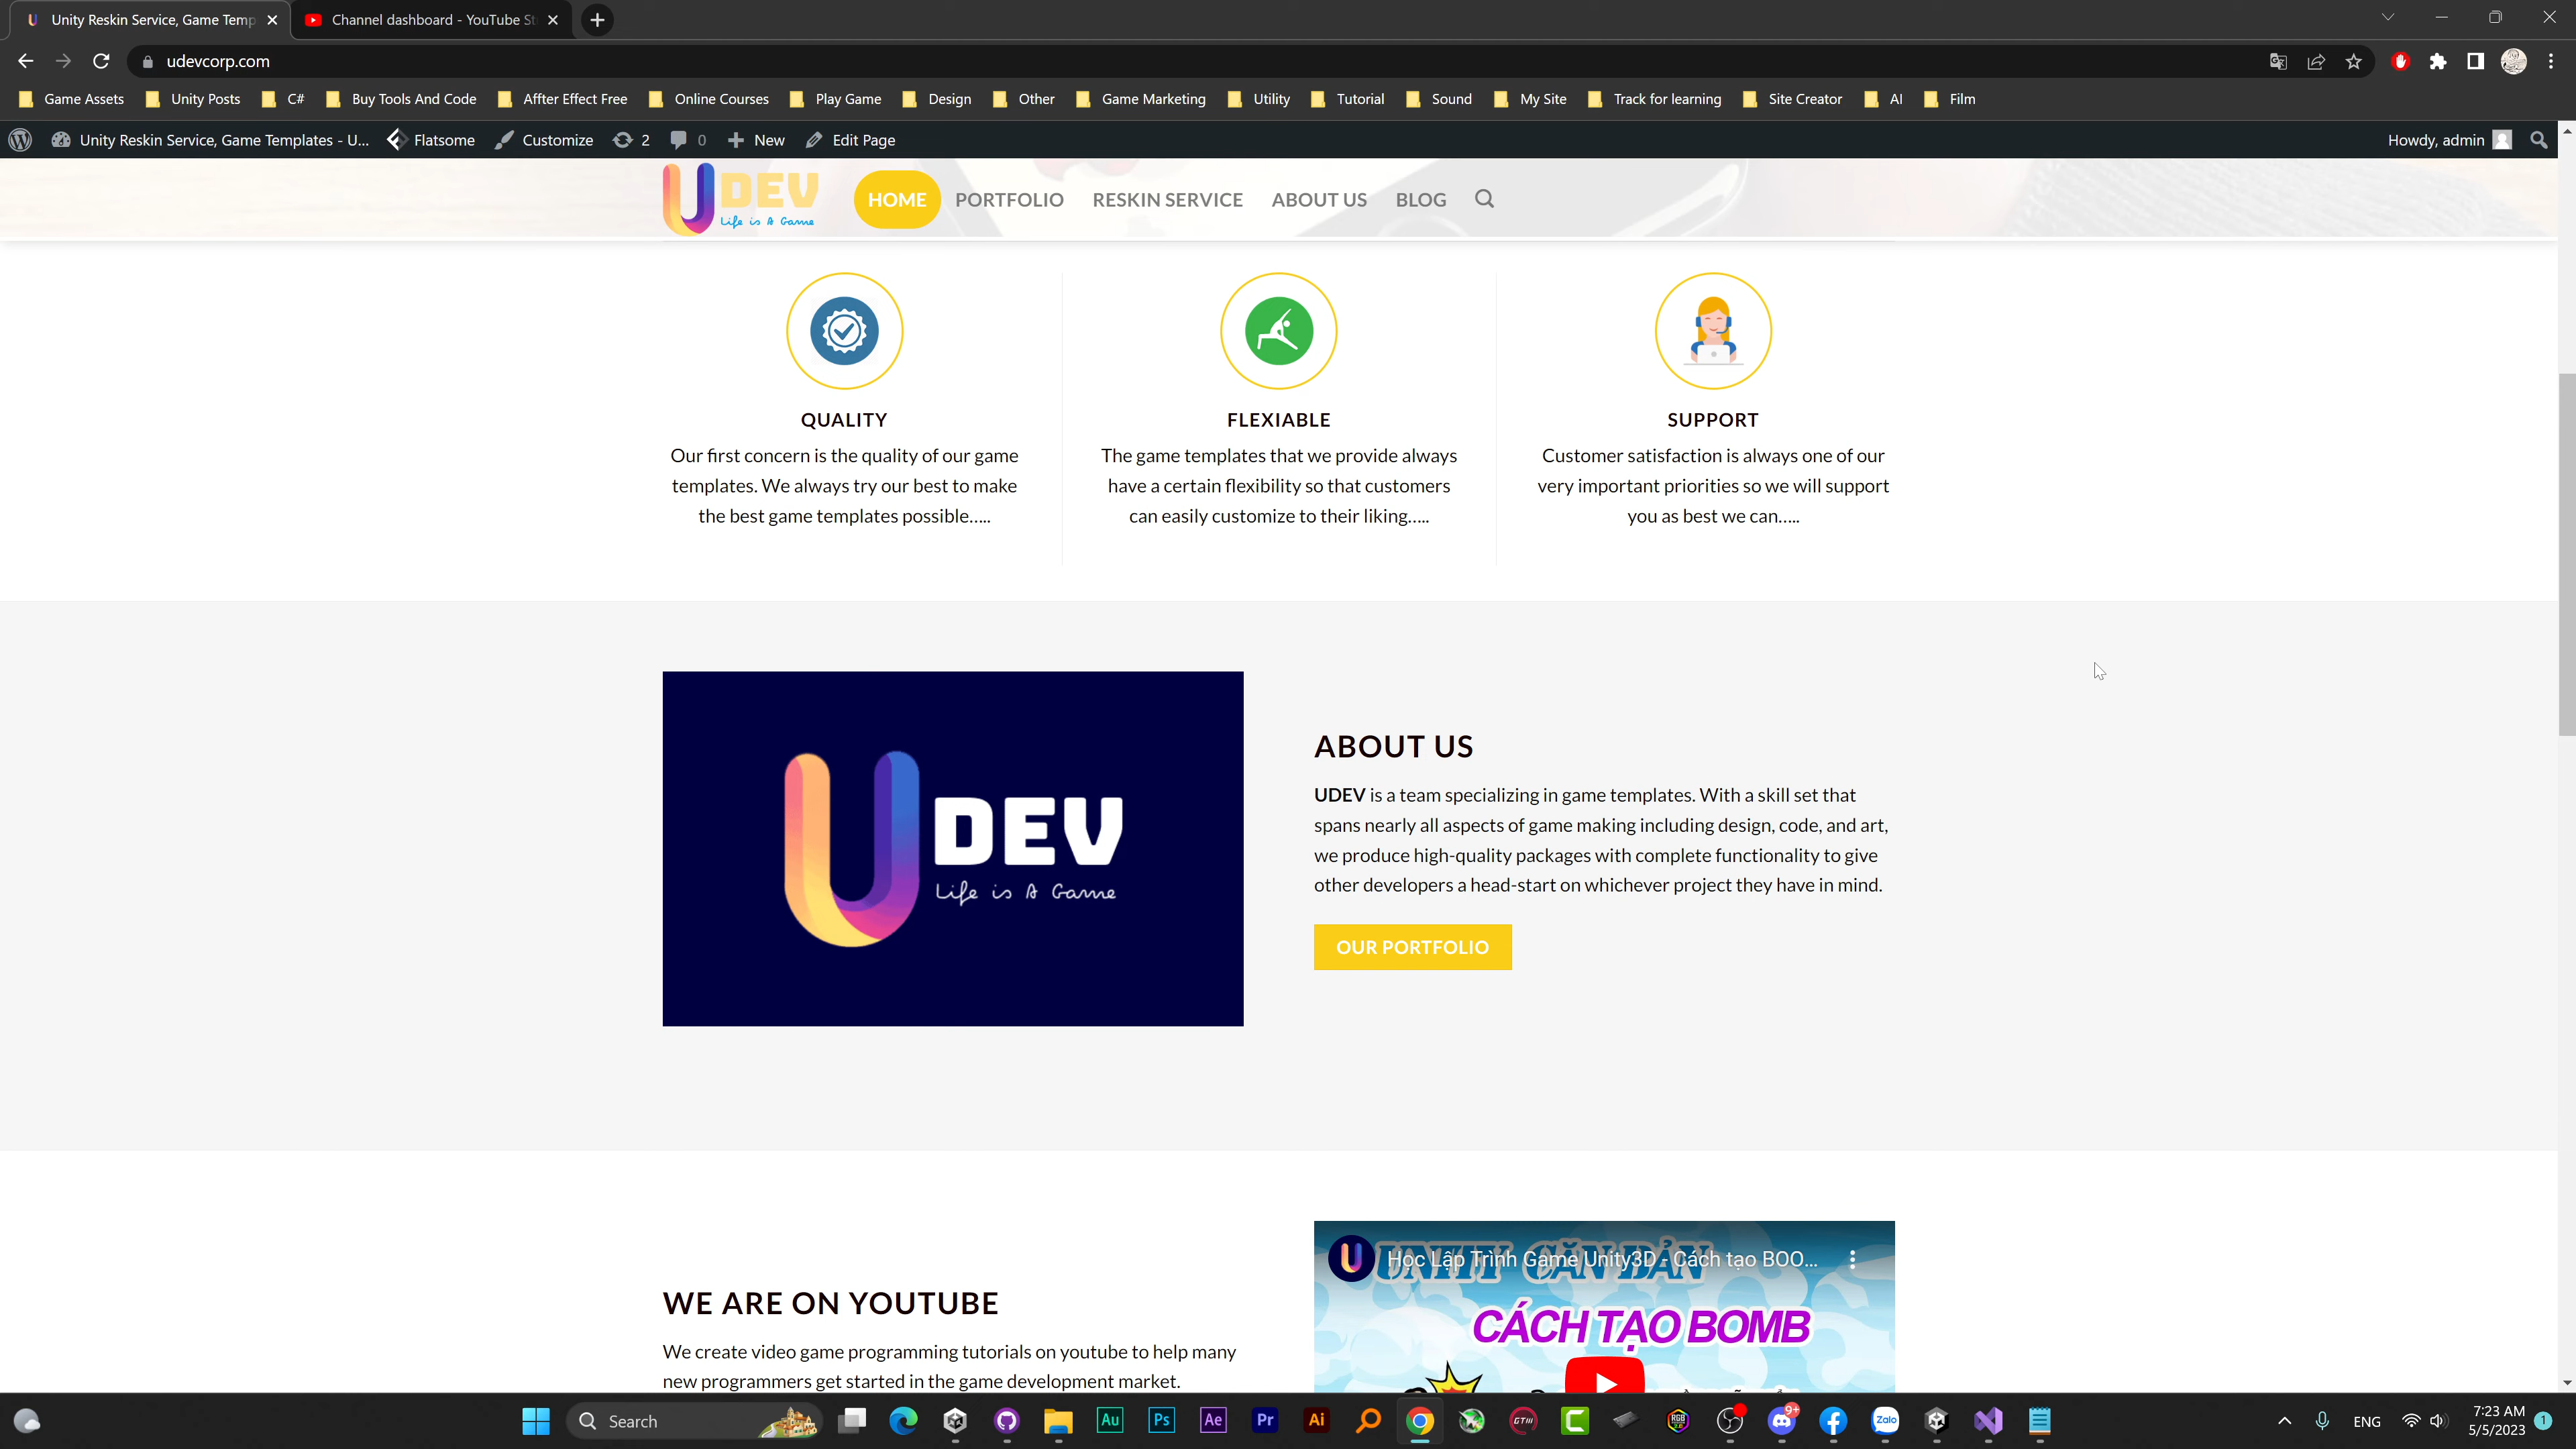 Unity Reskin Service, Game Temp
Channel dashboard - YouTube St
udevcorp.com
Game Assets
Unity Posts
C#
Buy Tools And Code
Affter Effect Free
Online Courses
Play Game
Design
Other
Game Marketing
Utility
Tutorial
Sound
My Site
Track for learning
Site Creator
AI
Film
Unity Reskin Service, Game Templates - U...
Flatsome
Customize
2
0
New
Edit Page
Howdy, admin
U DEV
Life is A Game
HOME
PORTFOLIO
RESKIN SERVICE
ABOUT US
BLOG
QUALITY
Our first concern is the quality of our game
templates. We always try our best to make
the best game templates possible.....
FLEXIABLE
The game templates that we provide always
have a certain flexibility so that customers
can easily customize to their liking.....
SUPPORT
Customer satisfaction is always one of our
very important priorities so we will support
you as best we can.....
U DEV
Life is A Game
ABOUT US
UDEV is a team specializing in game templates. With a skill set that
spans nearly all aspects of game making including design, code, and art,
we produce high-quality packages with complete functionality to give
other developers a head-start on whichever project they have in mind.
OUR PORTFOLIO
WE ARE ON YOUTUBE
We create video game programming tutorials on youtube to help many
new programmers get started in the game development market.
Học Lập Trình Game Unity3D - Cách tạo BOO...
UNITY CĂN BẢN
CÁCH TẠO BOMB
Search
Au
Ps
Ae
Pr
Ai
GTIII
RGB
9+
Zalo
ENG
7:23 AM
5/5/2023
1